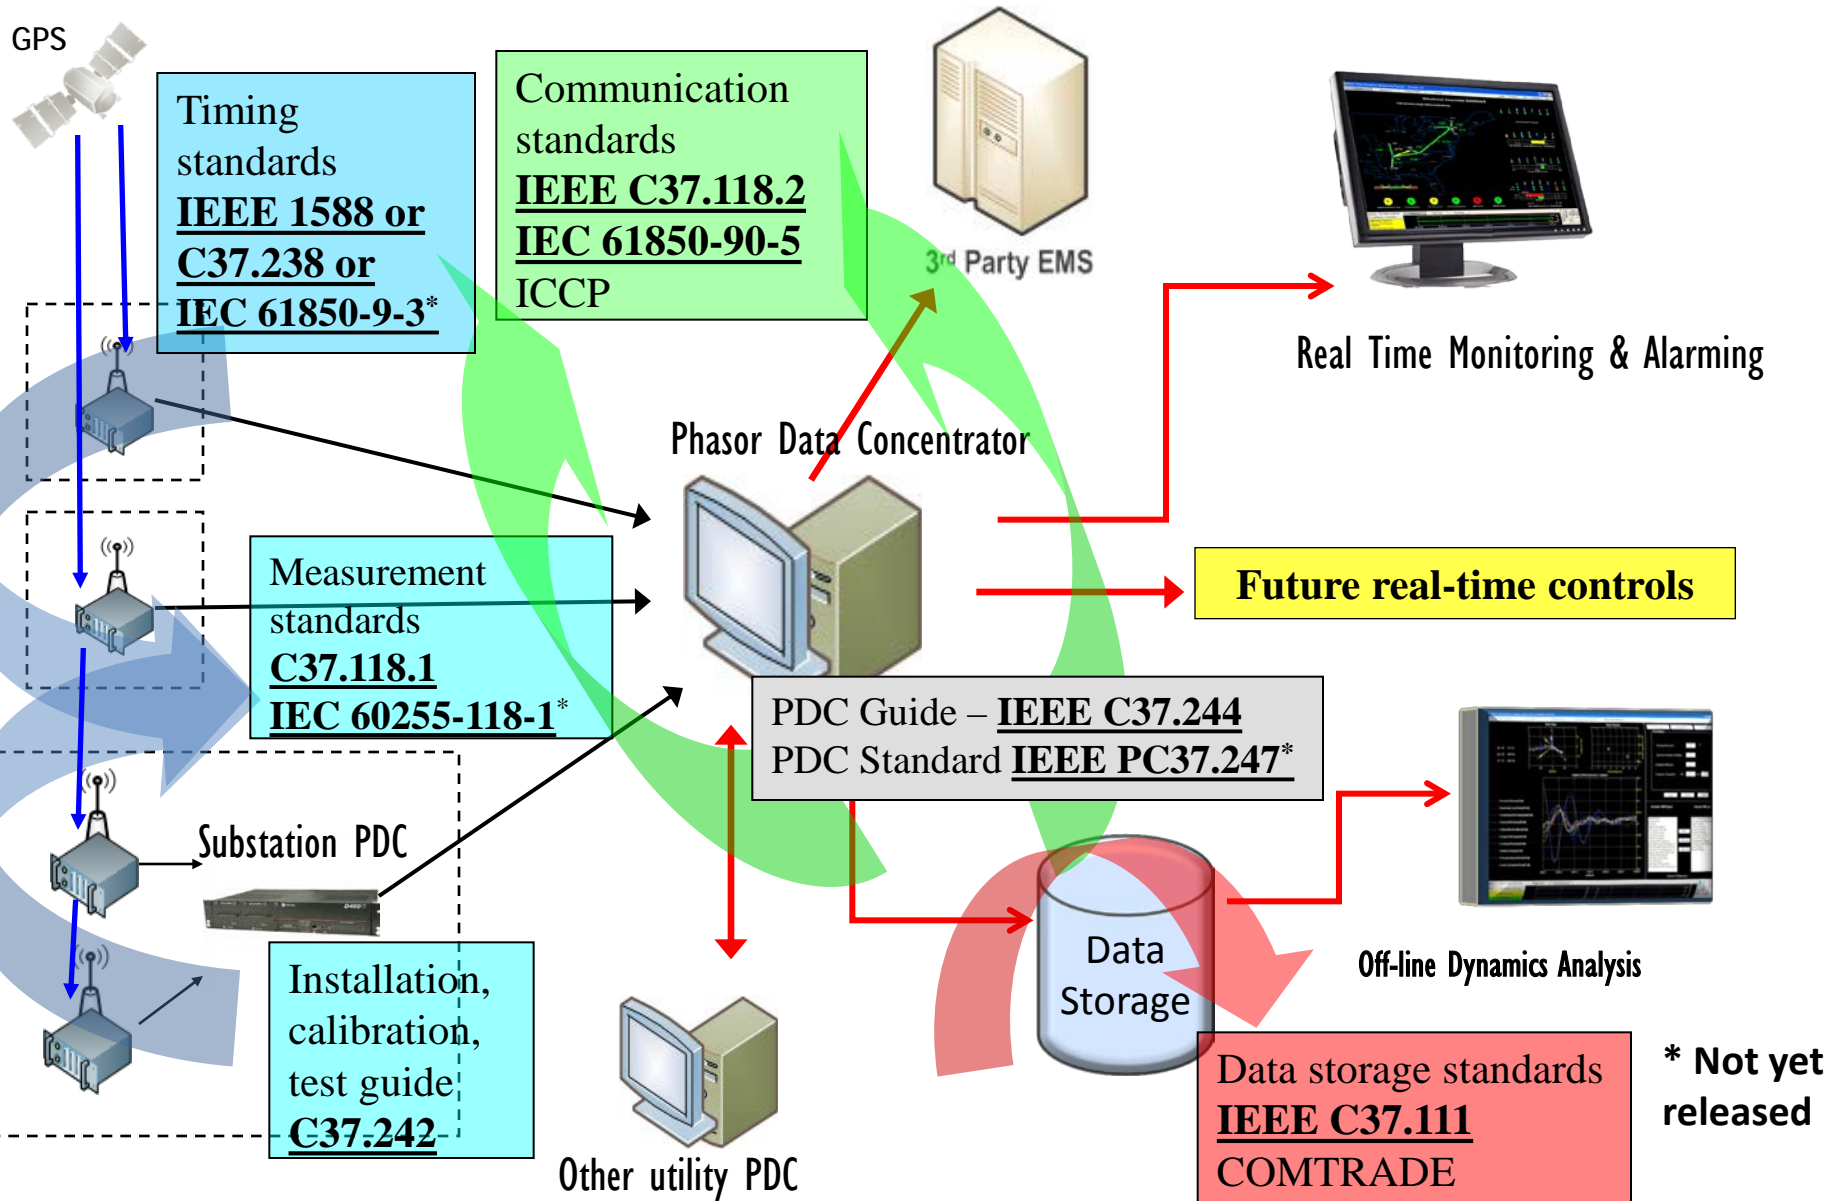 GPS
Timing
standards
IEEE 1588 or
C37.238 or
IEC 61850-9-3*
Communication
standards
IEEE C37.118.2
IEC 61850-90-5
ICCP
3rd Party EMS
Real Time Monitoring & Alarming
Phasor Data Concentrator
Measurement
standards
C37.118.1
IEC 60255-118-1*
Future real-time controls
PDC Guide – IEEE C37.244
PDC Standard IEEE PC37.247*
Substation PDC
D400
Installation,
calibration,
test guide
C37.242
Data
Storage
Off-line Dynamics Analysis
Other utility PDC
Data storage standards
IEEE C37.111
COMTRADE
* Not yet
released